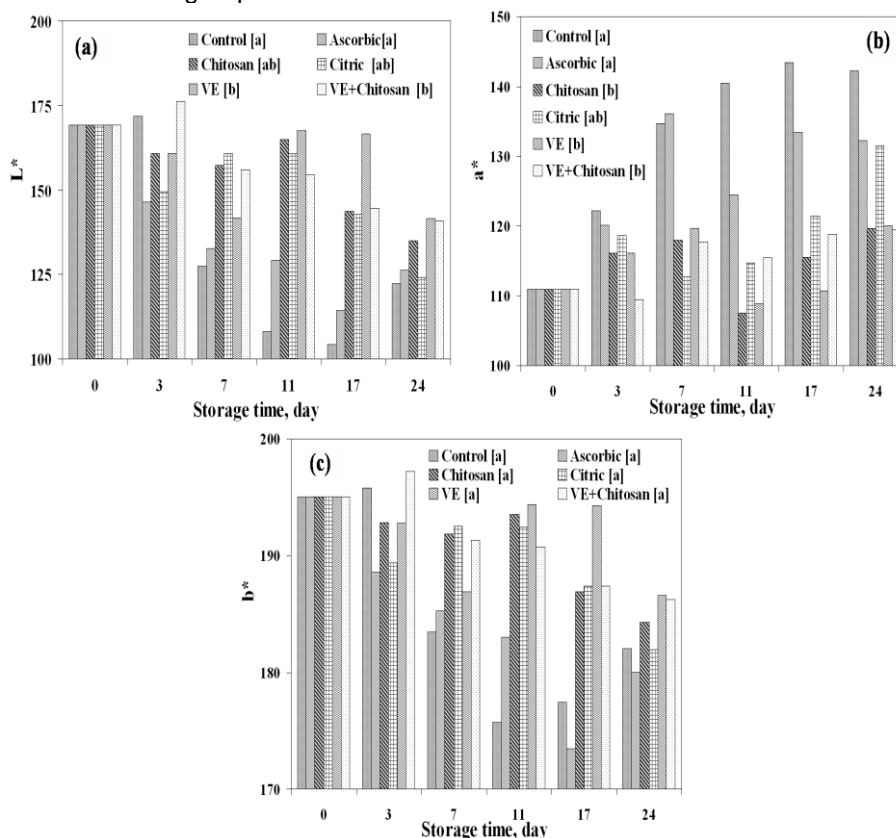 200
(a)
Control [a]
Ascorbic[a]
Chitosan [ab]
Citric [ab]
VE [b]
VE+Chitosan [b]
175
150
125
100
L*
0 3 7 11 17 24
Storage time, day
150
(b)
Control [a]
Ascorbic [a]
Chitosan [b]
Citric [ab]
VE [b]
VE+Chitosan [b]
140
130
120
110
100
a*
0 3 7 11 17 24
Storage time, day
200
(c)
Control [a]
Ascorbic [a]
Chitosan [a]
Citric [a]
VE [a]
VE+Chitosan [a]
190
180
170
b*
0 3 7 11 17 24
Storage time, day